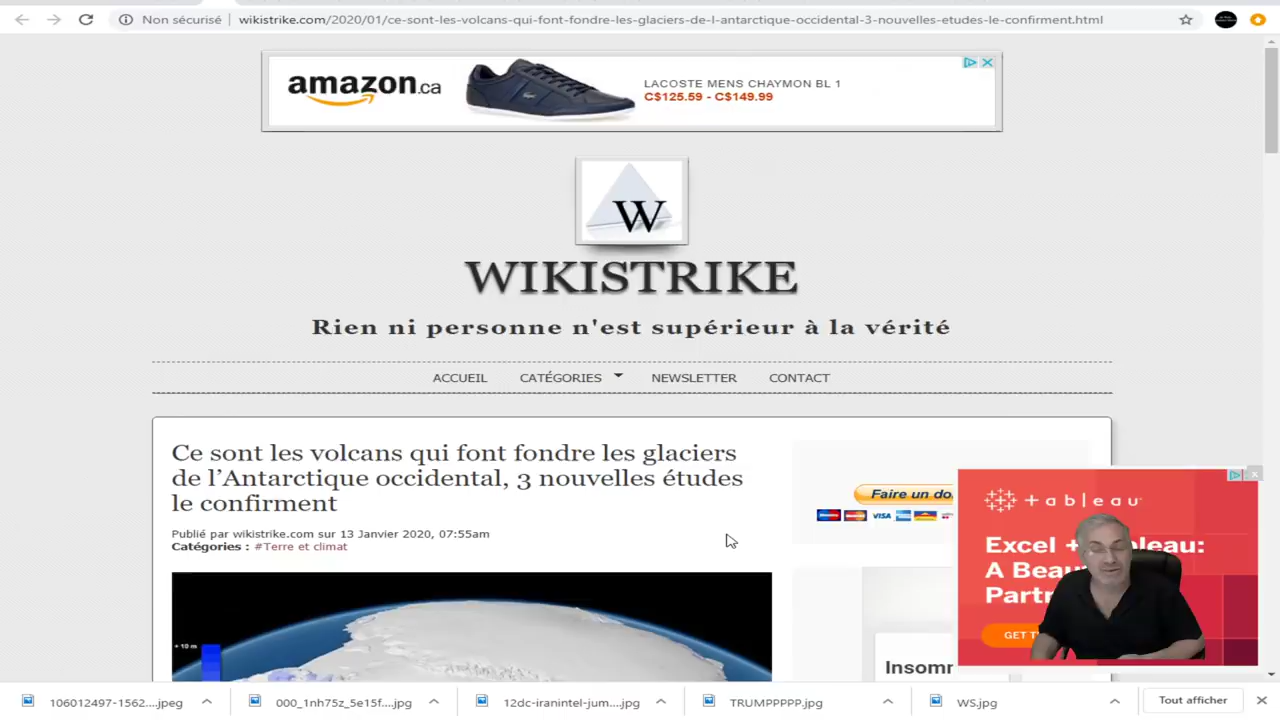 Non sécurisé
wikistrike.com/2020/01/ce-sont-les-volcans-qui-font-fondre-les-glaciers-de-l-antarctique-occidental-3-nouvelles-etudes-le-confirment.html
amazon.ca
LACOSTE MENS CHAYMON BL 1
C$125.59 - C$149.99
W
WIKISTRIKE
Rien ni personne n'est supérieur à la vérité
ACCUEIL CATÉGORIES NEWSLETTER CONTACT
Ce sont les volcans qui font fondre les glaciers
de l'Antarctique occidental, 3 nouvelles études
le confirment
Publié par wikistrike.com sur 13 Janvier 2020, 07:55am
Catégories : #Terre et climat
+10 m
Faire un do
VISA
+ableau
Excel +
leau:
A Beau
Partn
GET T
Insomn
106012497-1562....jpeg
000_1nh75z_5e15f....jpg
12dc-iranintel-jum....jpg
TRUMPPPPP.jpg
WS.jpg
Tout afficher